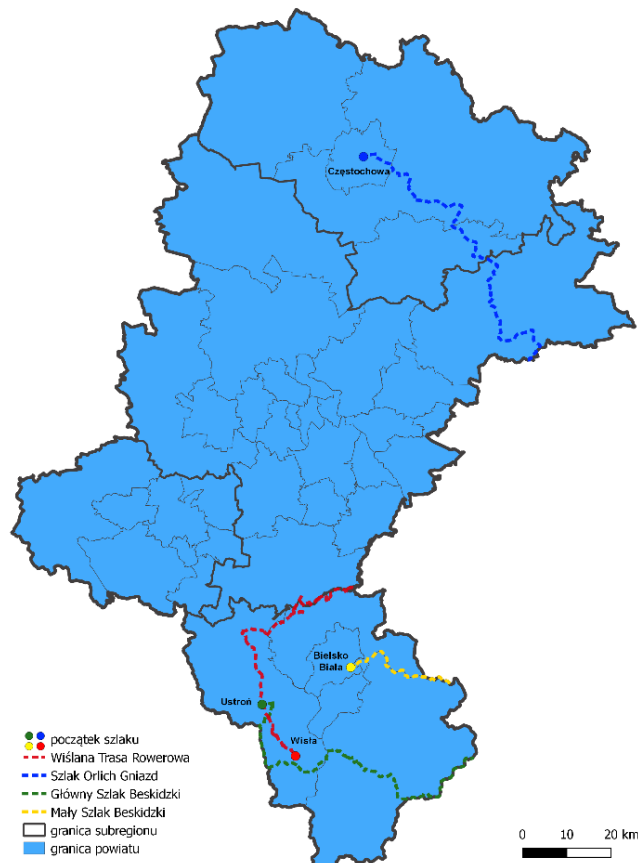 Częstochowa
Bielsko
Biała
Ustroń
Wisła
początek szlaku
Wiślana Trasa Rowerowa
Szlak Orlich Gniazd
Główny Szlak Beskidzki
Mały Szlak Beskidzki
granica subregionu
granica powiatu
0 10 20 km